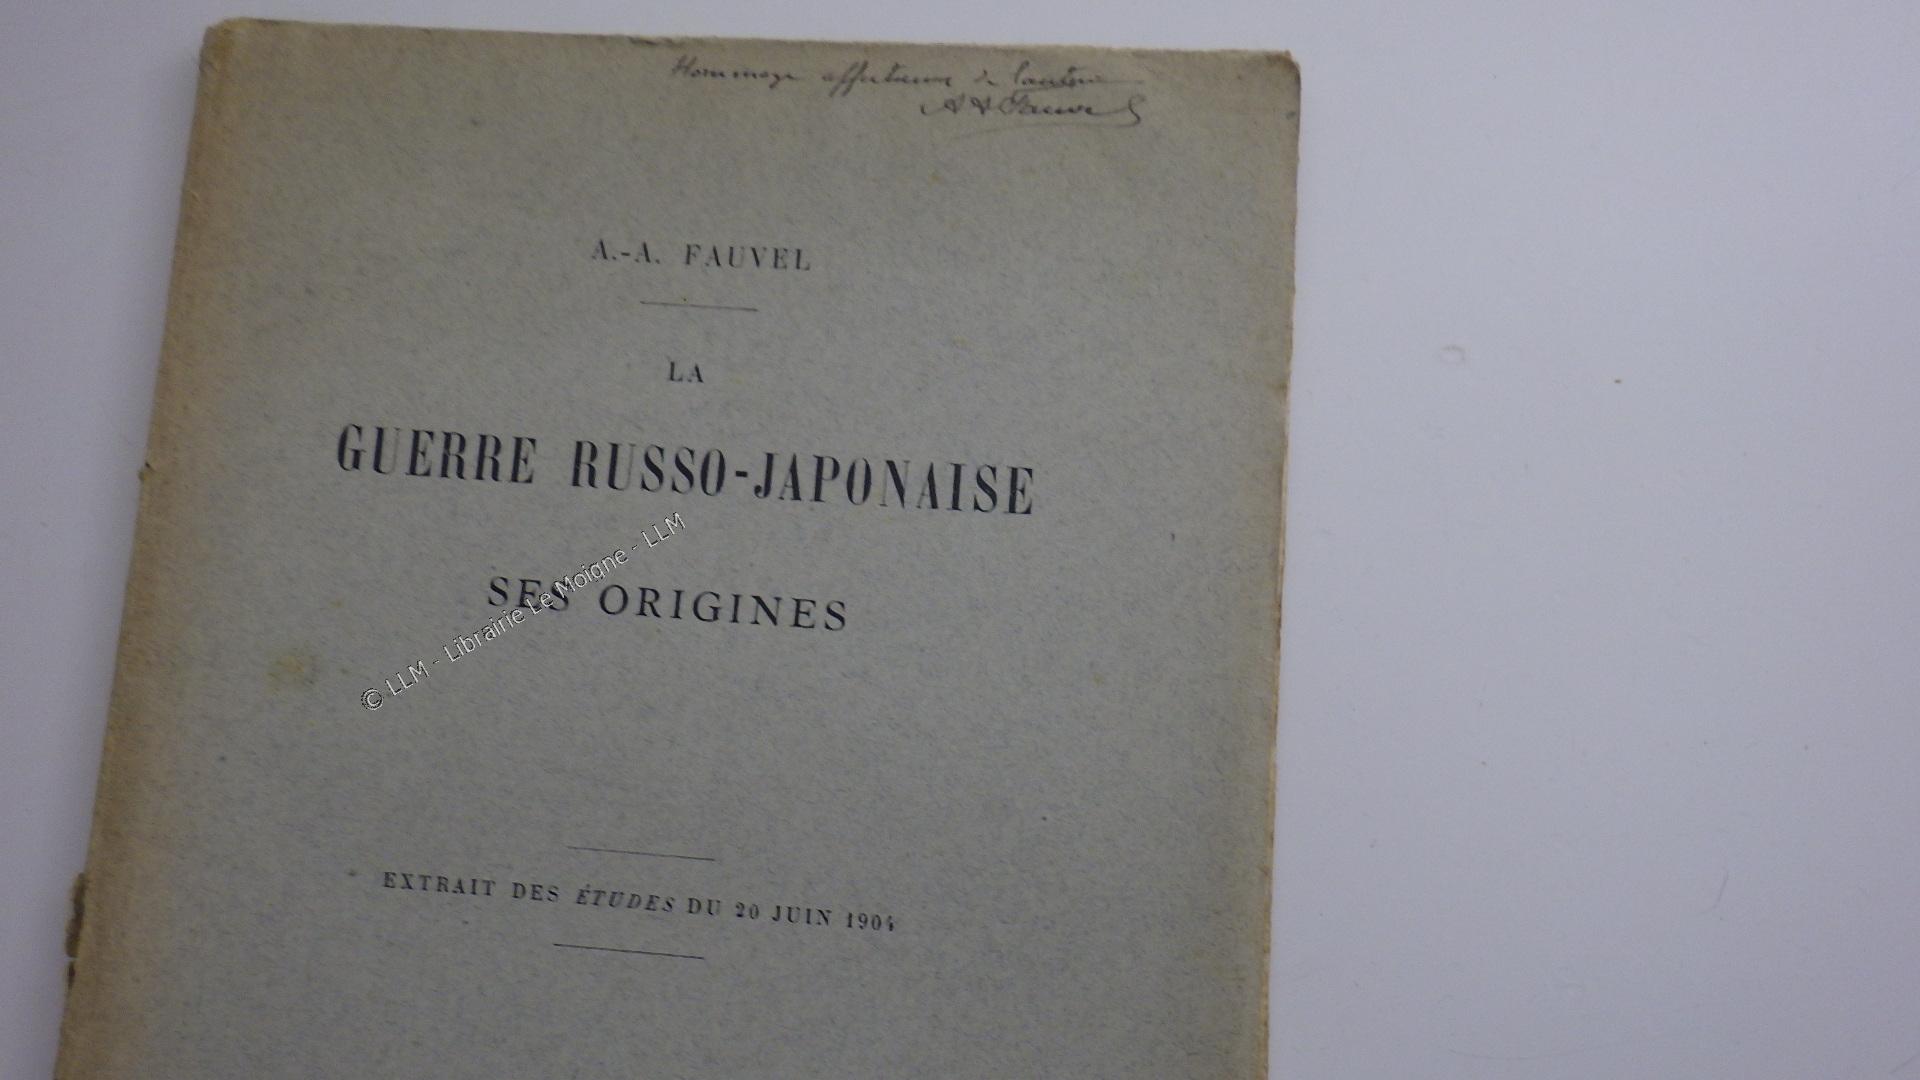 Hommage affectueux de l'auteur
A A Fauvel
A.-A. FAUVEL
LA
GUERRE RUSSO-JAPONAISE
SES ORIGINES
© LLM - Librairie Le Moigne - LLM
EXTRAIT DES ÉTUDES DU 20 JUIN 1904